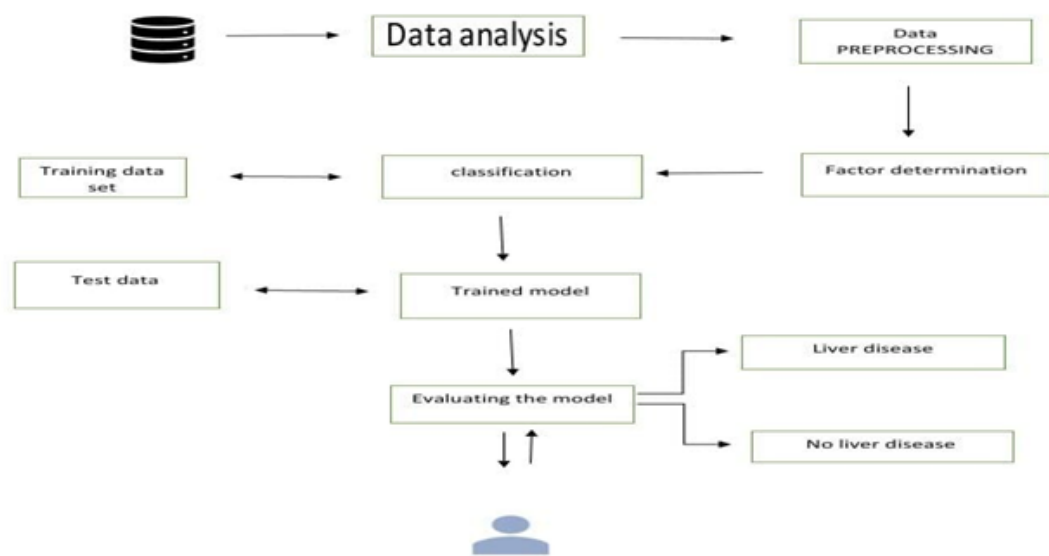 Data analysis
Data
PREPROCESSING
Training data
set
classification
Factor determination
Test data
Trained model
Liver disease
Evaluating the model
No liver disease